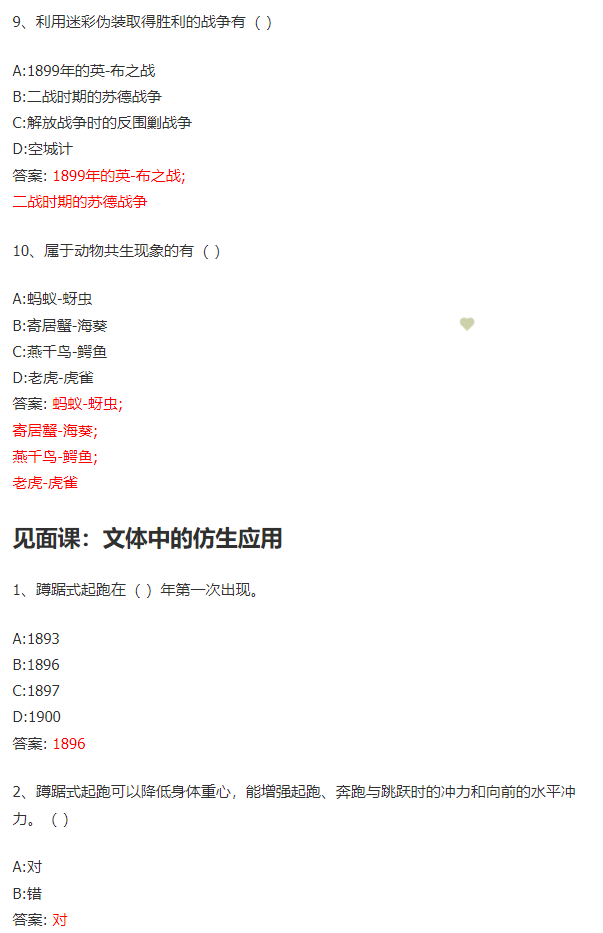 9、利用迷彩伪装取得胜利的战争有（）
A:1899年的英-布之战
B:二战时期的苏德战争
C:解放战争时的反围剿战争
D:空城计
答案: 1899年的英-布之战;
二战时期的苏德战争
10、属于动物共生现象的有（）
A:蚂蚁-蚜虫
B:寄居蟹-海葵
C:燕千鸟-鳄鱼
D:老虎-虎雀
答案: 蚂蚁-蚜虫;
寄居蟹-海葵;
燕千鸟-鳄鱼;
老虎-虎雀
见面课：文体中的仿生应用
1、蹲踞式起跑在（）年第一次出现。
A:1893
B:1896
C:1897
D:1900
答案: 1896
2、蹲踞式起跑可以降低身体重心，能增强起跑、奔跑与跳跃时的冲力和向前的水平冲
力。（）
A:对
B:错
答案: 对